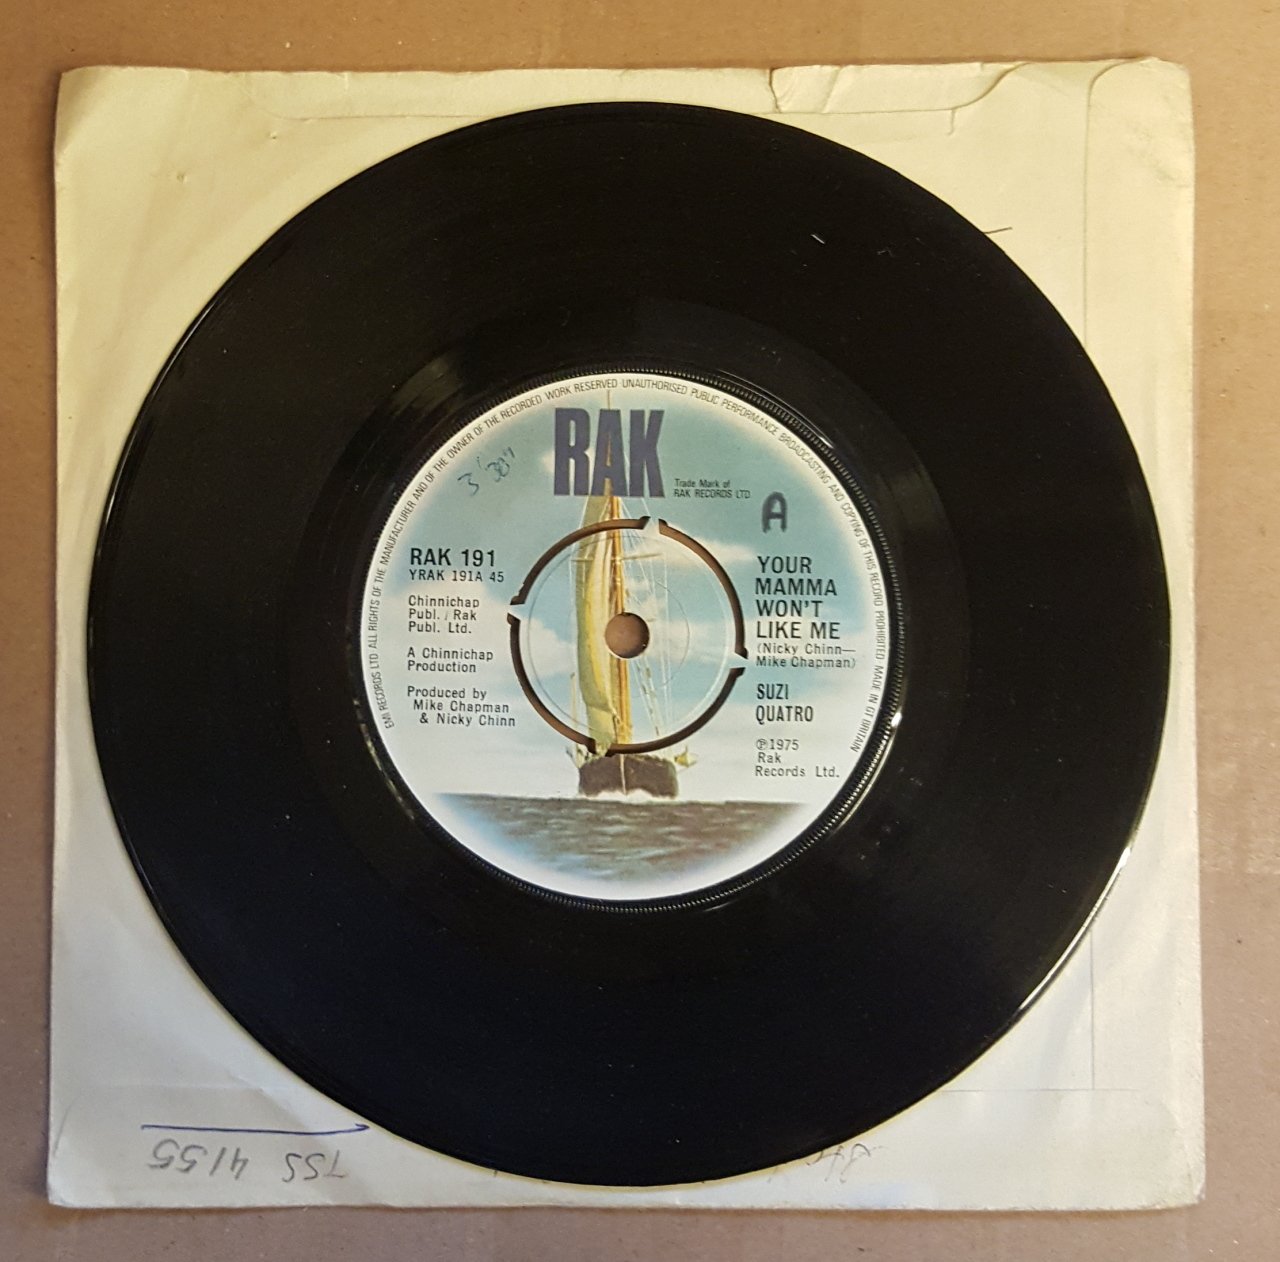 EMI RECORDS LTD ALL RIGHTS OF THE MANUFACTURER AND OF THE OWNER OF THE RECORDED WORK RESERVED UNAUTHORISED PUBLIC PERFORMANCE BROADCASTING AND COPYING OF THIS RECORD PROHIBITED - MADE IN GT BRITAIN
RAK
3'30"
Trade Mark of
RAK RECORDS LTD
A
RAK 191
YRAK 191A 45
Chinnichap
Publ. / Rak
Publ. Ltd.
A Chinnichap
Production
Produced by
Mike Chapman
& Nicky Chinn
YOUR
MAMMA
WON'T
LIKE ME
(Nicky Chinn—
Mike Chapman)
SUZI
QUATRO
℗1975
Rak
Records Ltd.
TSS 4155